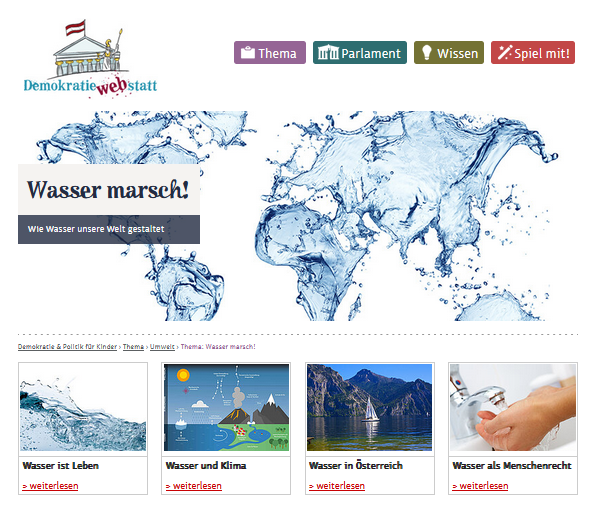 Demokratiewebstatt
Thema
Parlament
Wissen
Spiel mit!
Wasser marsch!
Wie Wasser unsere Welt gestaltet
Demokratie & Politik für Kinder › Thema › Umwelt › Thema: Wasser marsch!
Wasser ist Leben
> weiterlesen
Wasser und Klima
> weiterlesen
Wasser in Österreich
> weiterlesen
Wasser als Menschenrecht
> weiterlesen